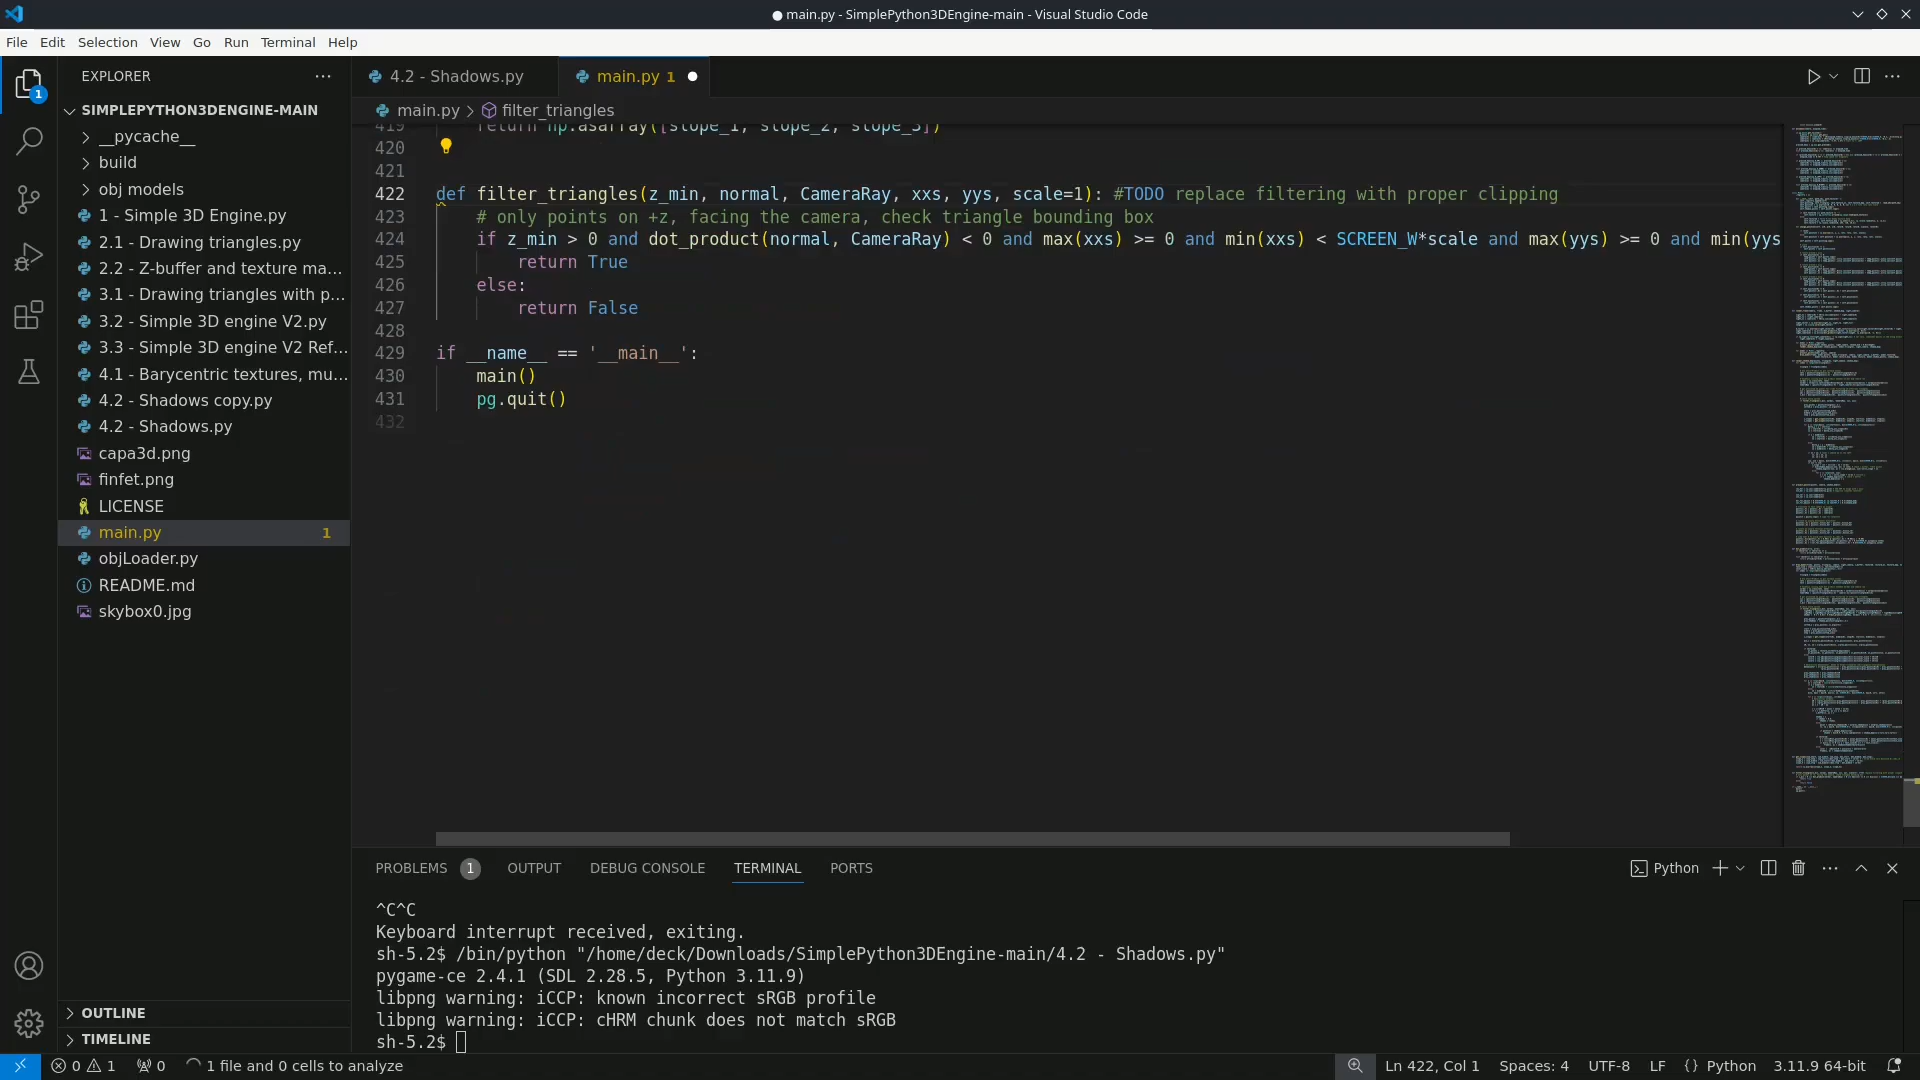 main.py - SimplePython3DEngine-main - Visual Studio Code
File Edit Selection View Go Run Terminal Help
EXPLORER
1
SIMPLEPYTHON3DENGINE-MAIN
__pycache__
build
obj models
1 - Simple 3D Engine.py
2.1 - Drawing triangles.py
2.2 - Z-buffer and texture ma...
3.1 - Drawing triangles with p...
3.2 - Simple 3D engine V2.py
3.3 - Simple 3D engine V2 Ref...
4.1 - Barycentric textures, mu...
4.2 - Shadows copy.py
4.2 - Shadows.py
capa3d.png
finfet.png
LICENSE
main.py 1
objLoader.py
README.md
skybox0.jpg
OUTLINE
TIMELINE
4.2 - Shadows.py main.py 1
main.py > filter_triangles
419 return np.asarray([slope_1, slope_2, slope_3])
420
421
422 def filter_triangles(z_min, normal, CameraRay, xxs, yys, scale=1): #TODO replace filtering with proper clipping
423 # only points on +z, facing the camera, check triangle bounding box
424 if z_min > 0 and dot_product(normal, CameraRay) < 0 and max(xxs) >= 0 and min(xxs) < SCREEN_W*scale and max(yys) >= 0 and min(yys
425 return True
426 else:
427 return False
428
429 if __name__ == '__main__':
430 main()
431 pg.quit()
432
PROBLEMS 1 OUTPUT DEBUG CONSOLE TERMINAL PORTS Python
^C^C
Keyboard interrupt received, exiting.
sh-5.2$ /bin/python "/home/deck/Downloads/SimplePython3DEngine-main/4.2 - Shadows.py"
pygame-ce 2.4.1 (SDL 2.28.5, Python 3.11.9)
libpng warning: iCCP: known incorrect sRGB profile
libpng warning: iCCP: cHRM chunk does not match sRGB
sh-5.2$
0 1 0 1 file and 0 cells to analyze Ln 422, Col 1 Spaces: 4 UTF-8 LF {} Python 3.11.9 64-bit